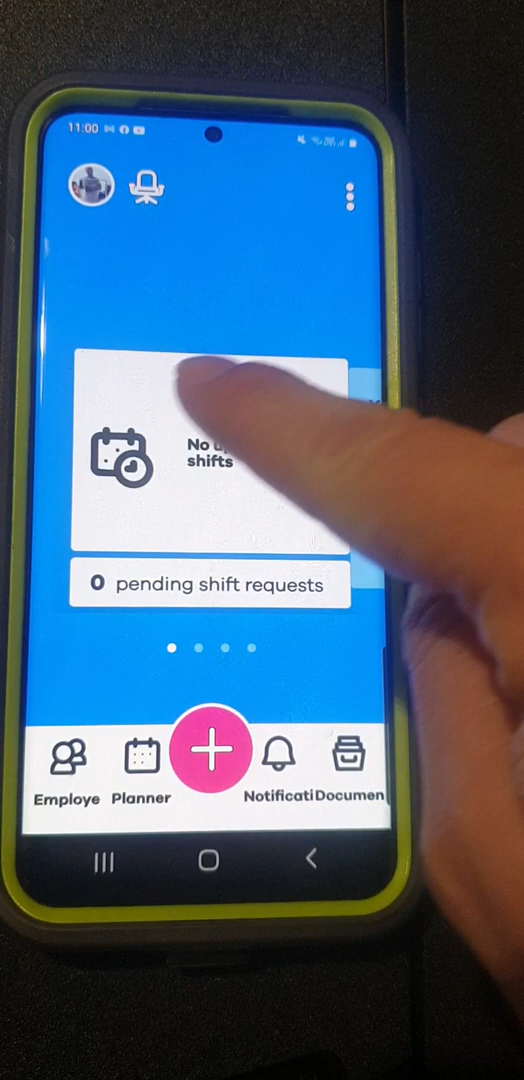 11:00
No
shifts
0 pending shift requests
Employe Planner Notificati Documen